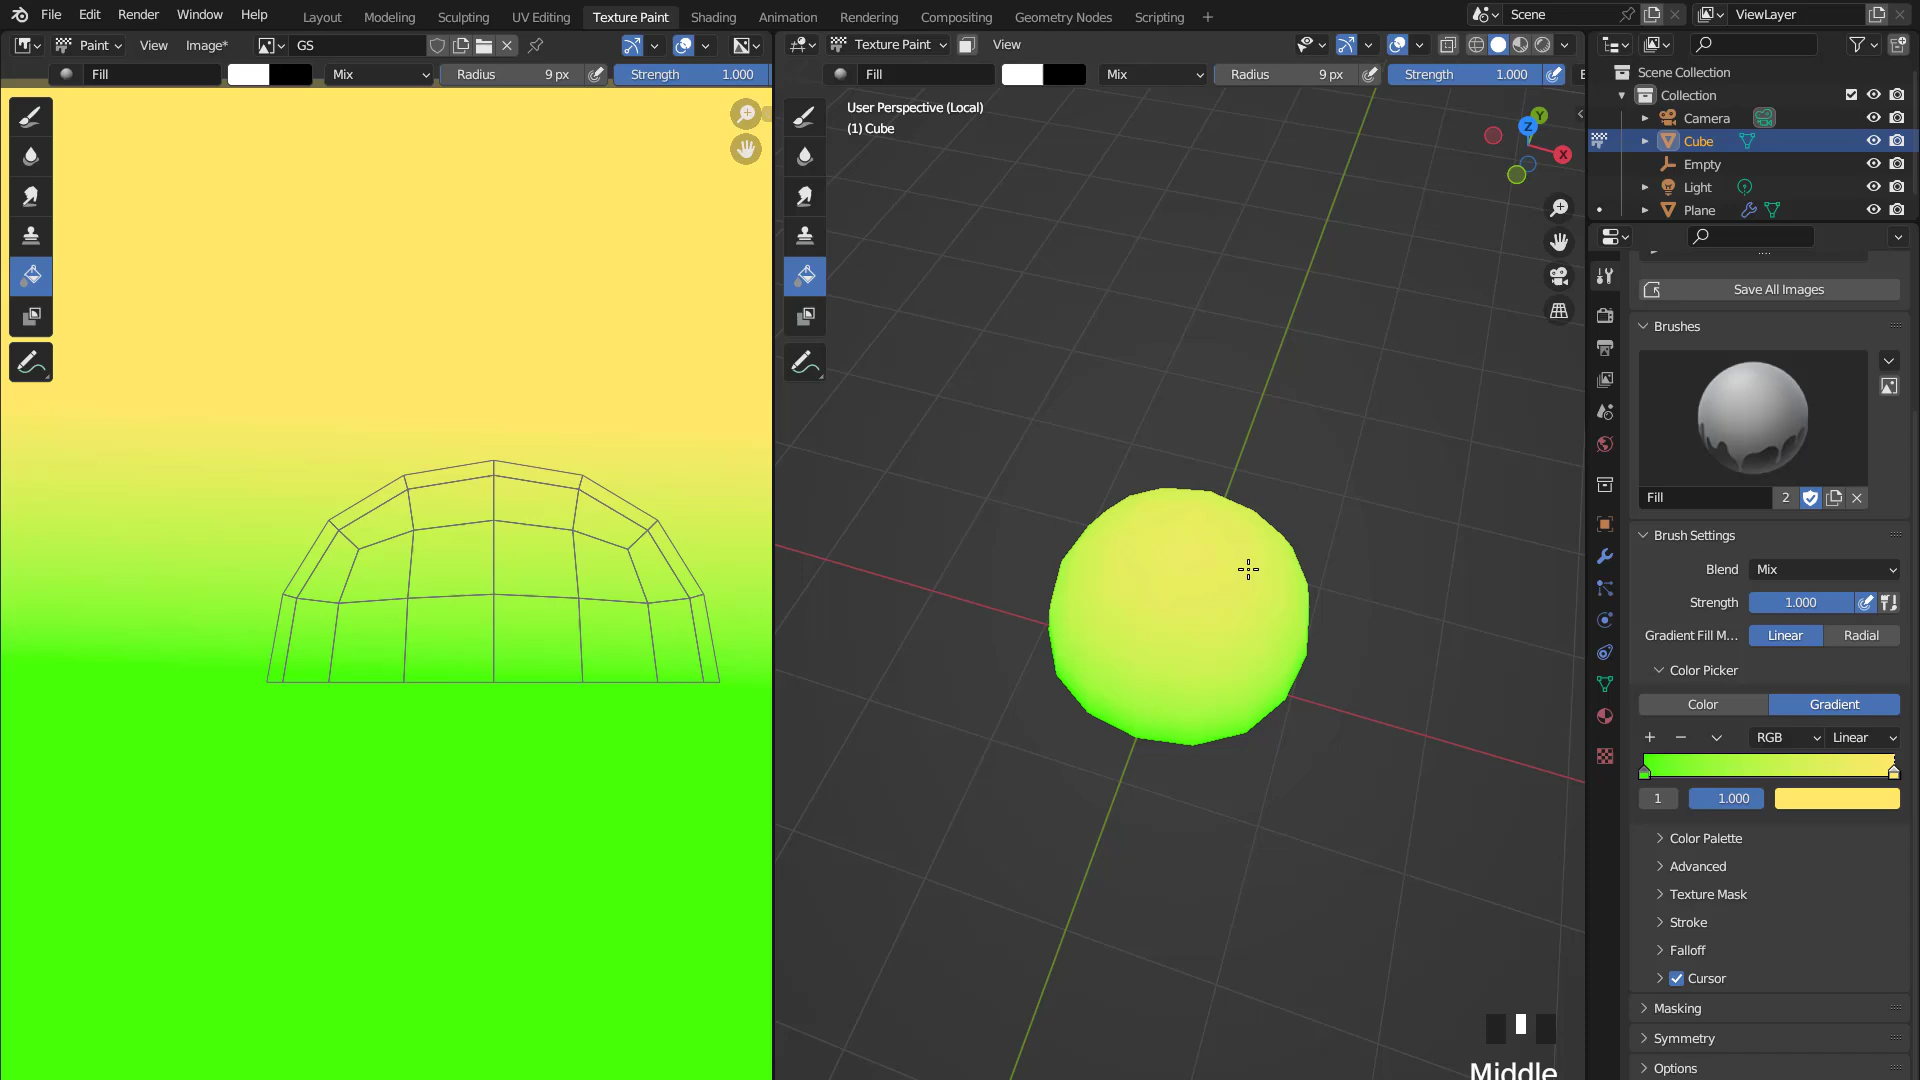 File Edit Render Window Help Layout Modeling Sculpting UV Editing Texture Paint Shading Animation Rendering Compositing Geometry Nodes Scripting + Scene ViewLayer
Paint View Image* GS
Texture Paint View
Fill Mix Radius 9 px Strength 1.000
Fill Mix Radius 9 px Strength 1.000
User Perspective (Local)
(1) Cube
Y
Z
X
Scene Collection
Collection
Camera
Cube
Empty
Light
Plane
Save All Images
Brushes
Fill 2
Brush Settings
Blend Mix
Strength 1.000
Gradient Fill M... Linear Radial
Color Picker
Color Gradient
RGB Linear
1 1.000
Color Palette
Advanced
Texture Mask
Stroke
Falloff
Cursor
Masking
Symmetry
Options
Middle